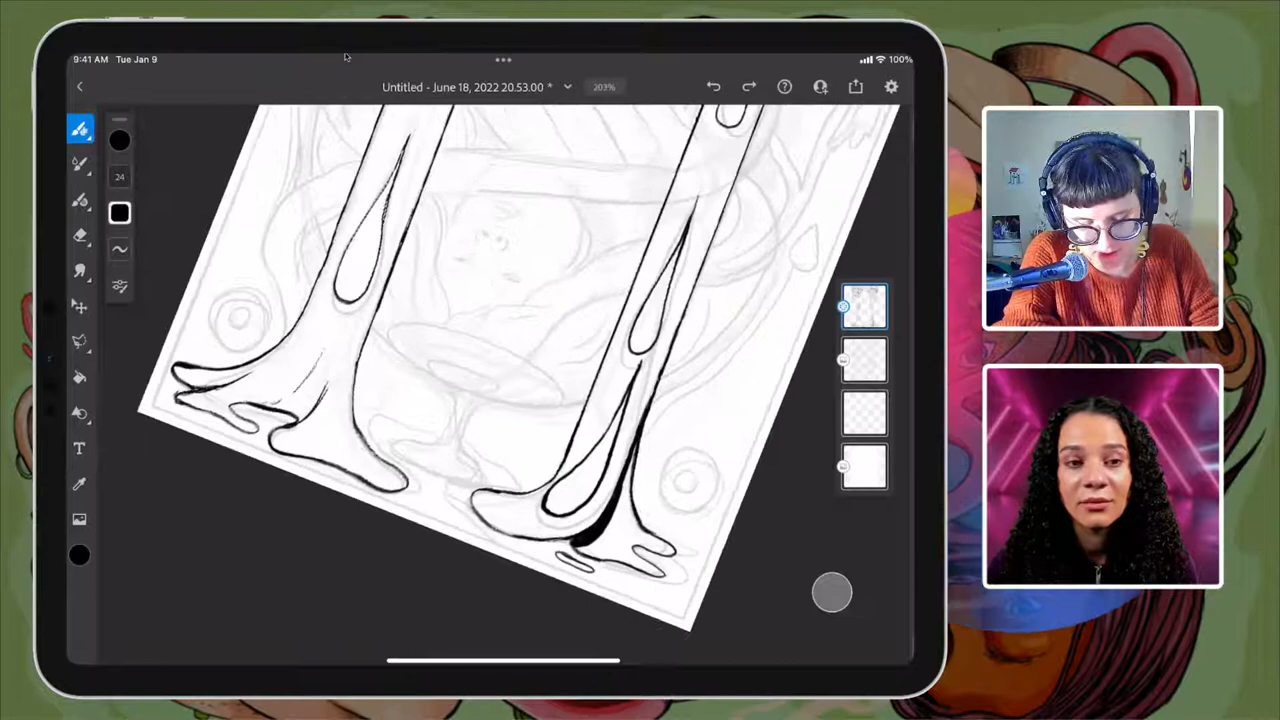 9:41 AM Tue Jan 9
100%
Untitled - June 18, 2022 20.53.00 *
203%
24
T